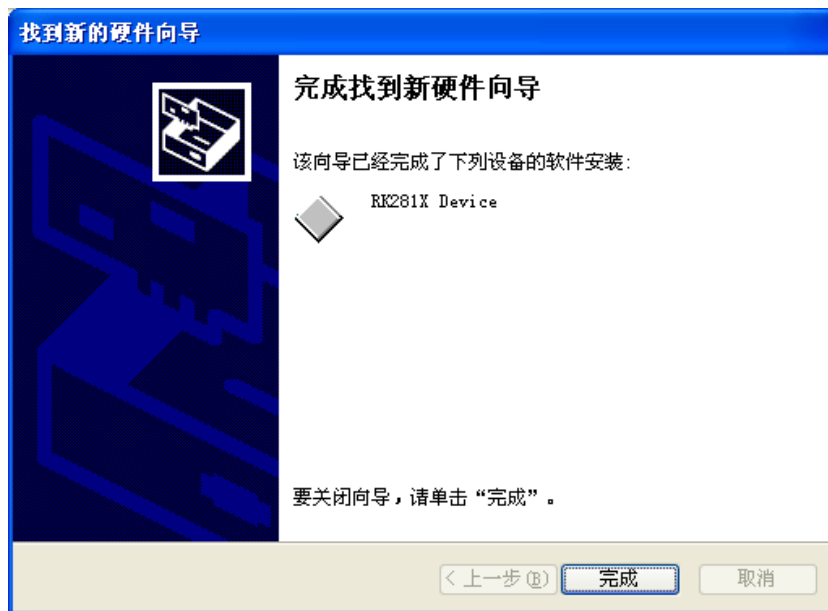 找到新的硬件向导
完成找到新硬件向导
该向导已经完成了下列设备的软件安装:
RK281X Device
要关闭向导，请单击“完成”。
< 上一步(B)
完成
取消